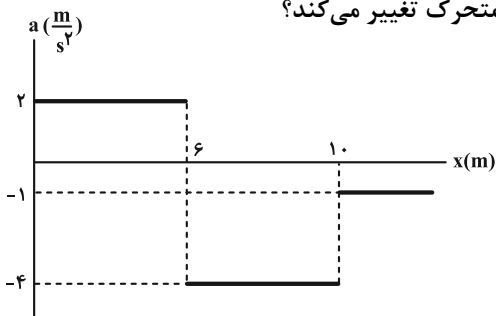 متحرک تغییر می‌کند؟
a (m/s²)
۲
۶
۱۰
x(m)
-۱
-۴